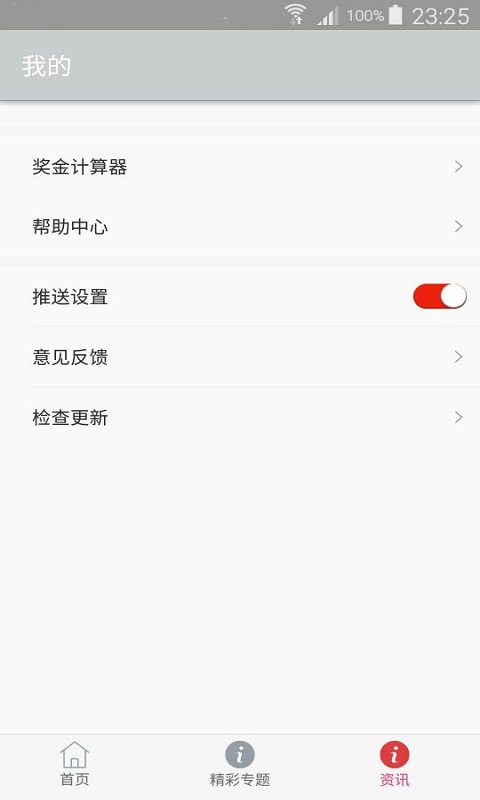 100% 23:25
我的
奖金计算器
帮助中心
推送设置
意见反馈
检查更新
首页 精彩专题 资讯